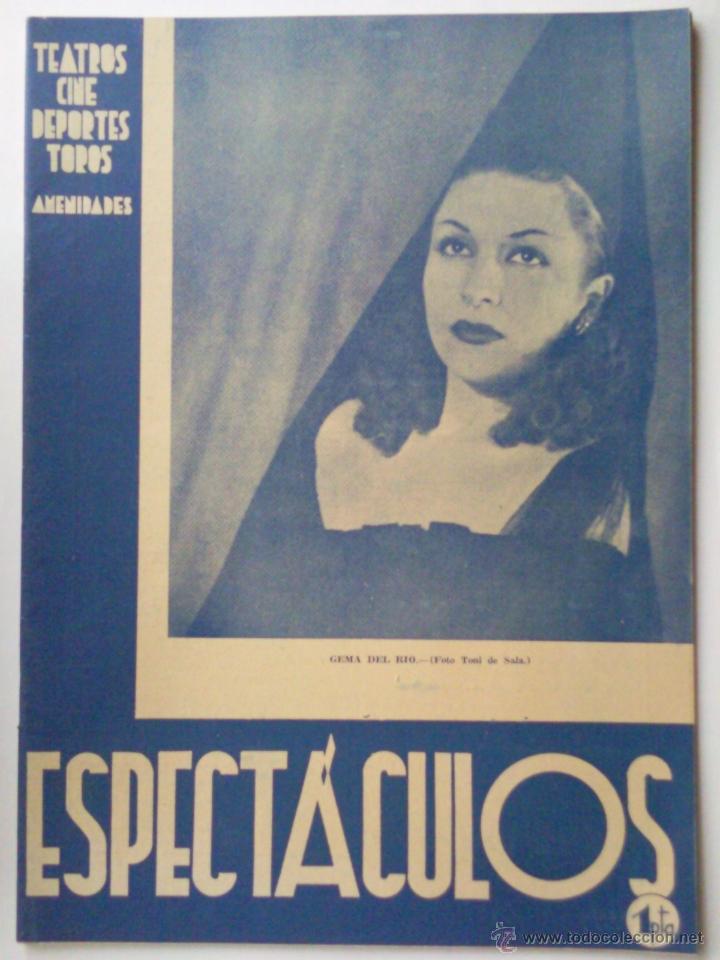 TEATROS
CINE
DEPORTES
TOROS
AMENIDADES
GEMA DEL RIO.—(Foto Toni de Sala.)
ESPECTÁCULOS
1 pta
© www.todocoleccion.net